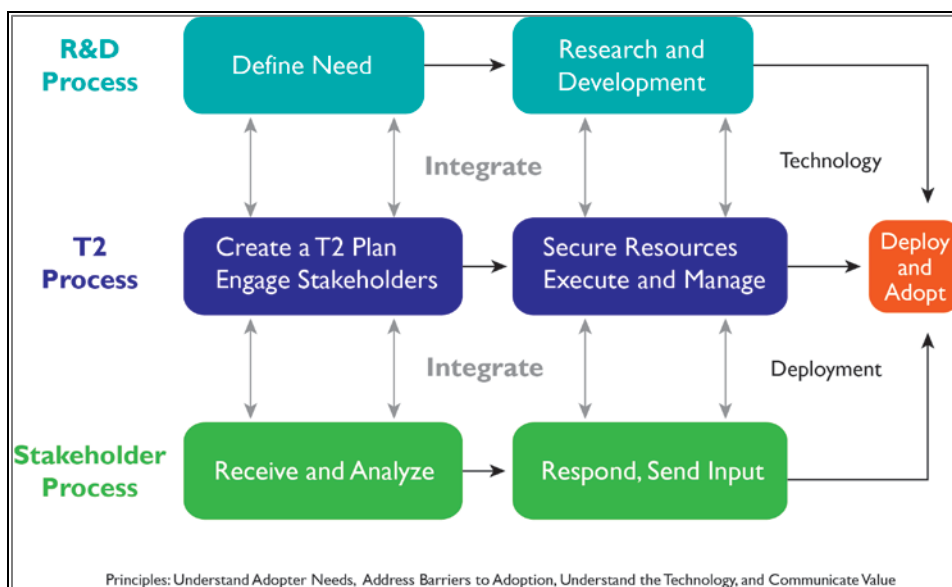 R&D
Process
Define Need
Research and
Development
Integrate
Technology
T2
Process
Create a T2 Plan
Engage Stakeholders
Secure Resources
Execute and Manage
Deploy
and
Adopt
Integrate
Deployment
Stakeholder
Process
Receive and Analyze
Respond, Send Input
Principles: Understand Adopter Needs, Address Barriers to Adoption, Understand the Technology, and Communicate Value